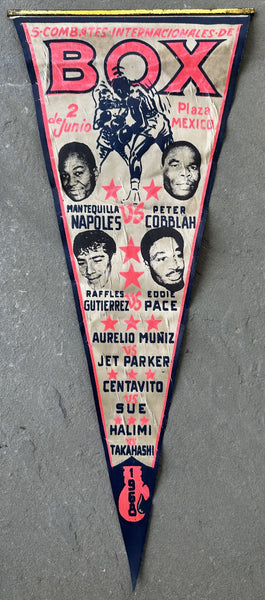 5·COMBATES·INTERNACIONALES·DE
BOX
2
de Junio
Plaza
MEXICO
MANTEQUILLA
NAPOLES
VS
PETER
COBBLAH
RAFFLES
GUTIERREZ
VS
EDDIE
PACE
AURELIO MUÑIZ
VS
JET PARKER
CENTAVITO
VS
SUE
HALIMI
VS
TAKAHASHI
1968